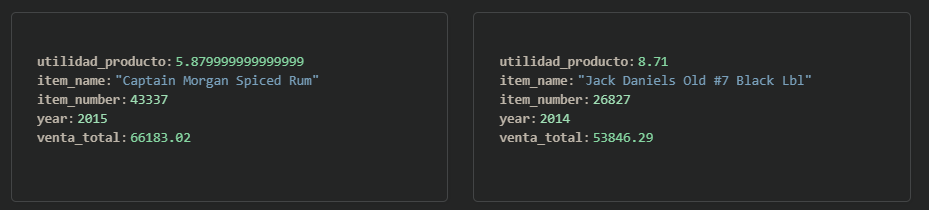 utilidad_producto: 5.879999999999999
item_name: "Captain Morgan Spiced Rum"
item_number: 43337
year: 2015
venta_total: 66183.02
utilidad_producto: 8.71
item_name: "Jack Daniels Old #7 Black Lbl"
item_number: 26827
year: 2014
venta_total: 53846.29